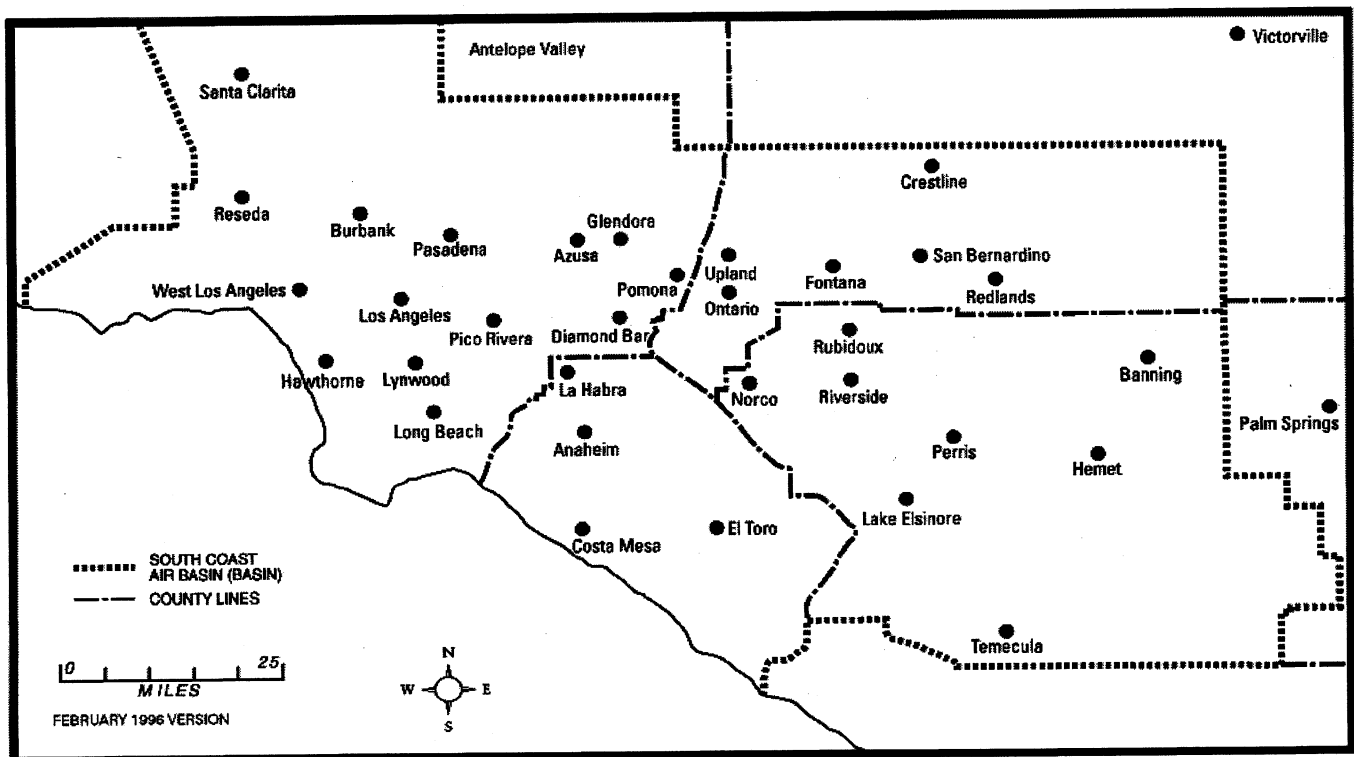 Victorville
Antelope Valley
Santa Clarita
Crestline
Reseda
Burbank
Glendora
Pasadena
Azusa
San Bernardino
Upland
Fontana
Pomona
Redlands
West Los Angeles
Ontario
Los Angeles
Pico Rivera
Diamond Bar
Rubidoux
Hawthorne
Lynwood
La Habra
Norco
Riverside
Banning
Long Beach
Anaheim
Palm Springs
Perris
Hemet
Lake Elsinore
El Toro
Costa Mesa
SOUTH COAST
AIR BASIN (BASIN)
COUNTY LINES
Temecula
0 25
MILES
N
W E
S
FEBRUARY 1996 VERSION